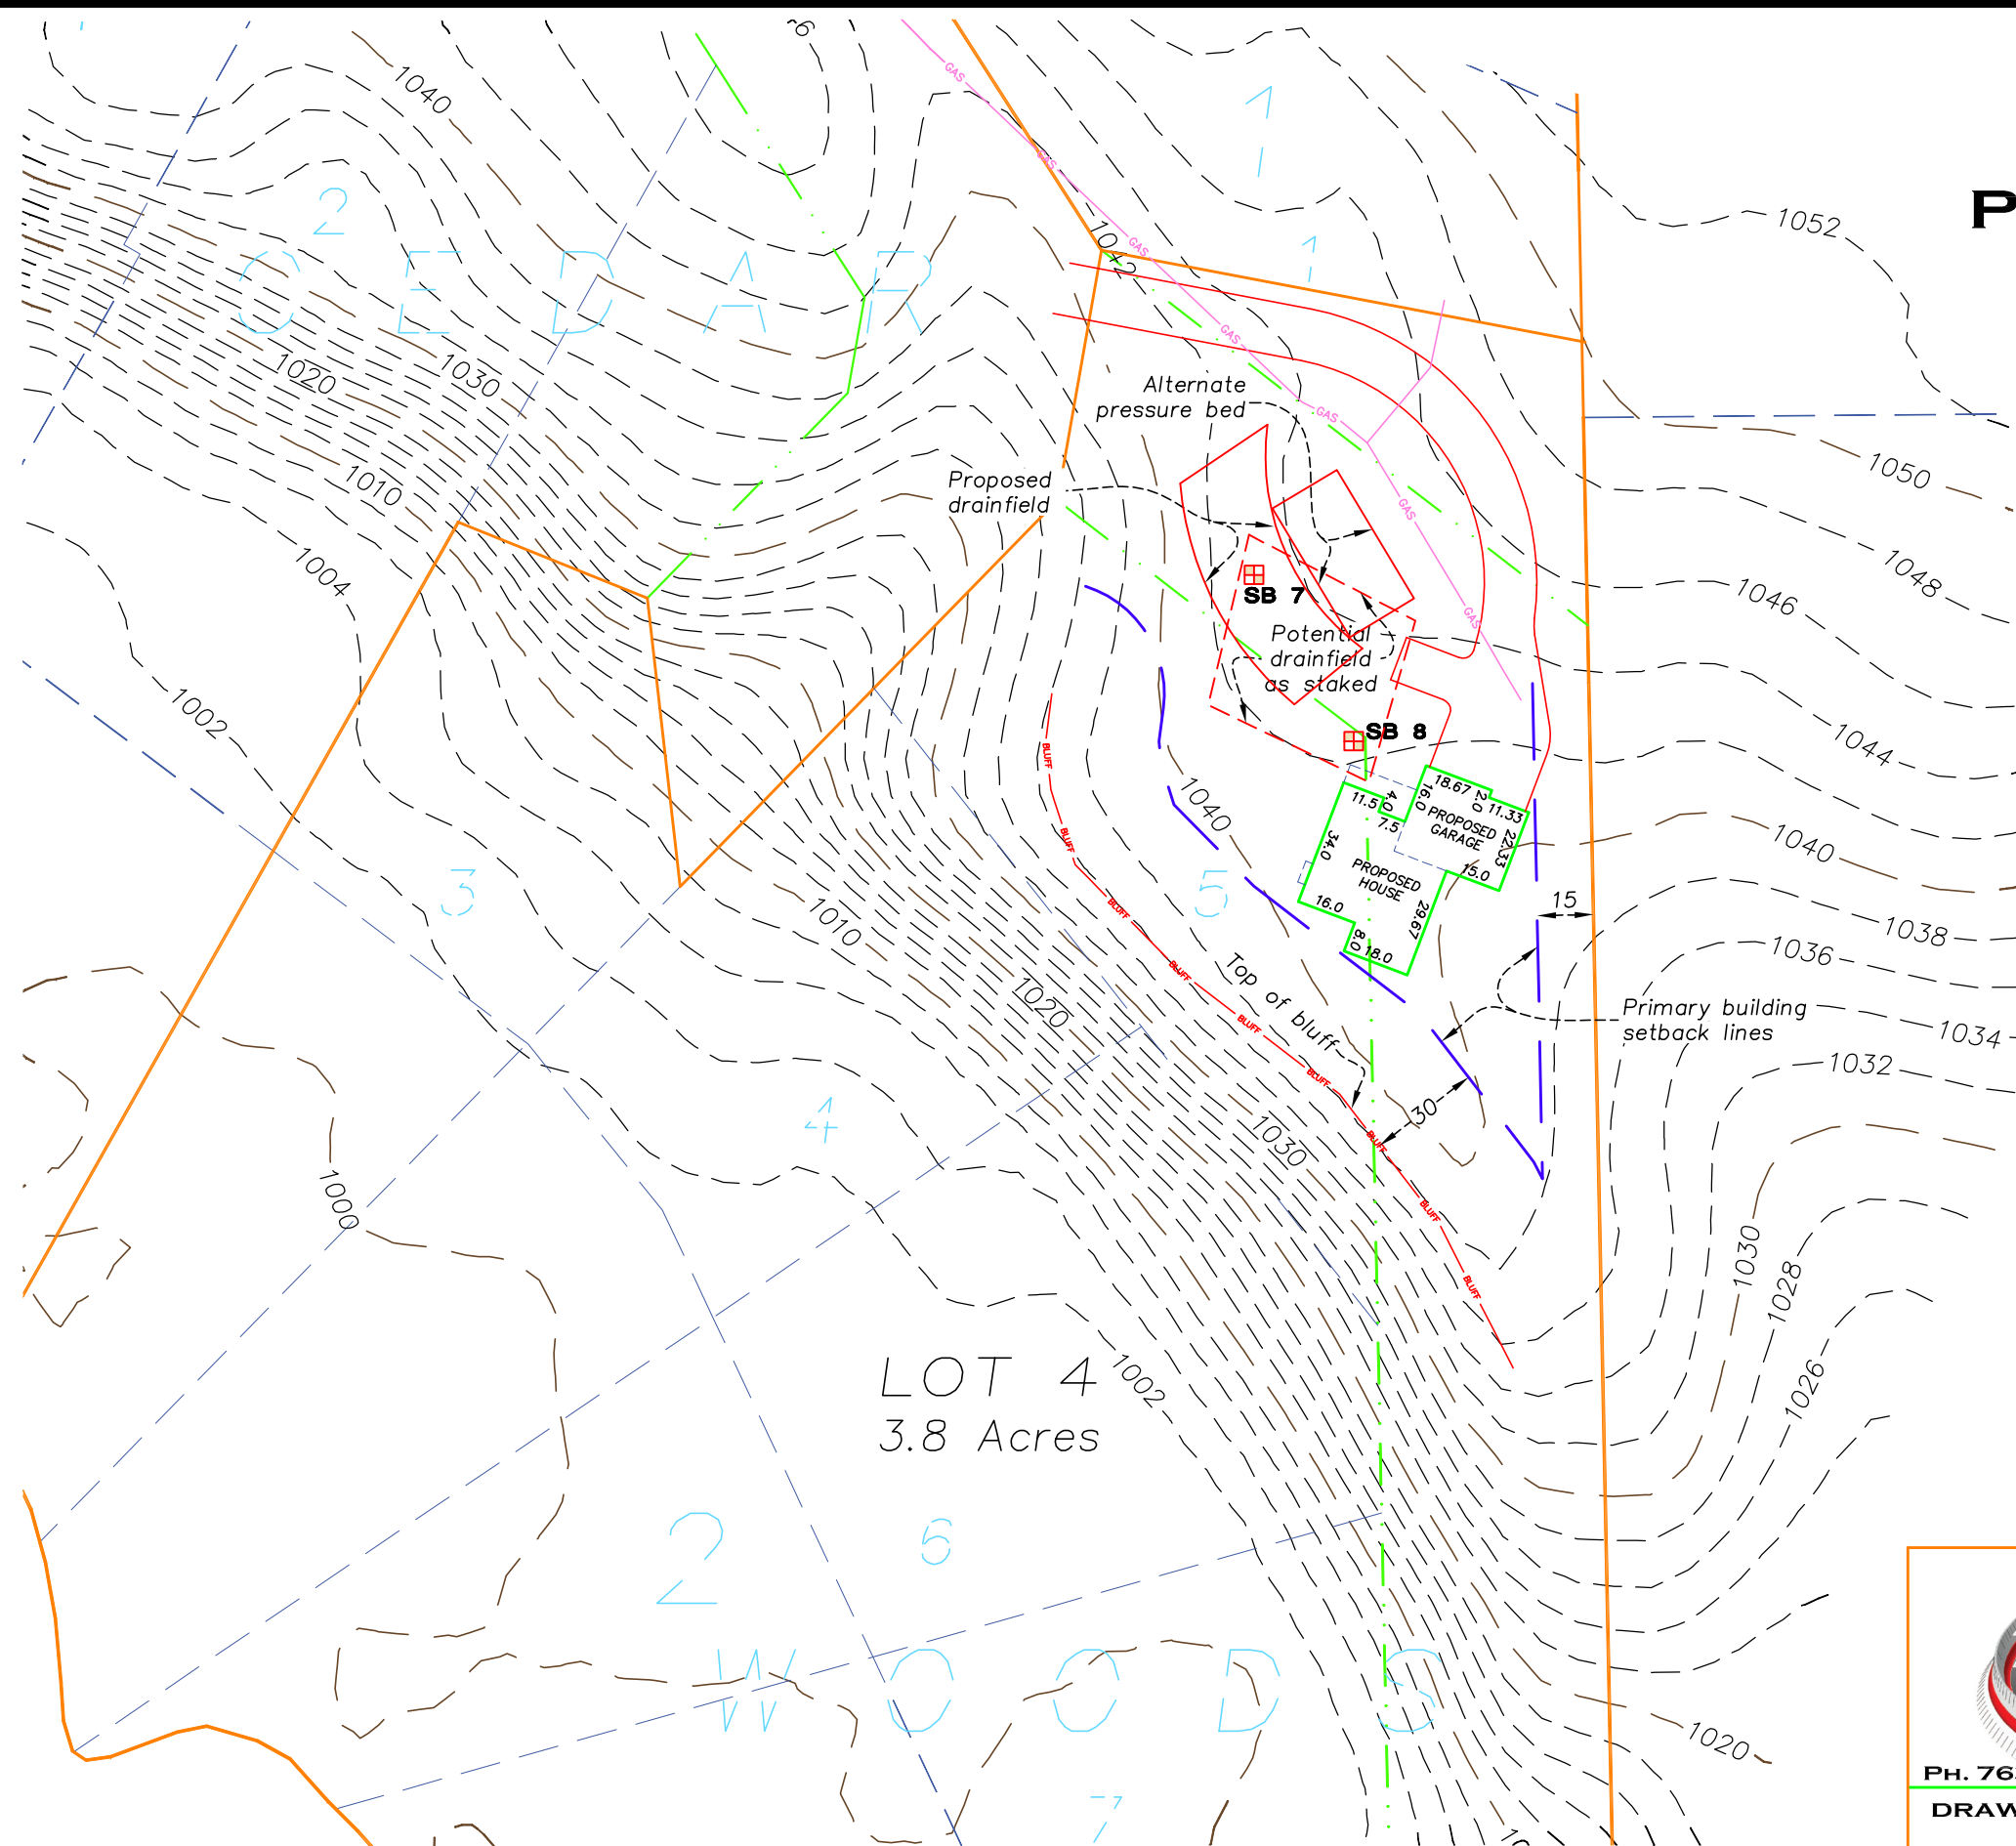 1040
1052
P
2
1
1
C E D A R
1042
GAS
GAS
GAS
GAS
GAS
GAS
GAS
1020
1030
1010
1004
1002
Alternate
pressure bed
Proposed
drainfield
SB 7
Potential
drainfield
as staked
SB 8
1050
1048
1046
1044
1040
1038
1036
1034
1032
1040
18.67
2.0
11.33
16.0
4.0
11.5
7.5
PROPOSED
GARAGE
22.33
15.0
34.0
PROPOSED
HOUSE
29.67
16.0
8.0
18.0
15
Primary building
setback lines
3
5
1010
1020
BLUFF
BLUFF
BLUFF
BLUFF
BLUFF
BLUFF
BLUFF
BLUFF
BLUFF
Top of bluff
30
4
1030
1000
1030
1028
1026
LOT 4
3.8 Acres
1002
2
6
W O O D S
1020
7
PH. 76
DRAW